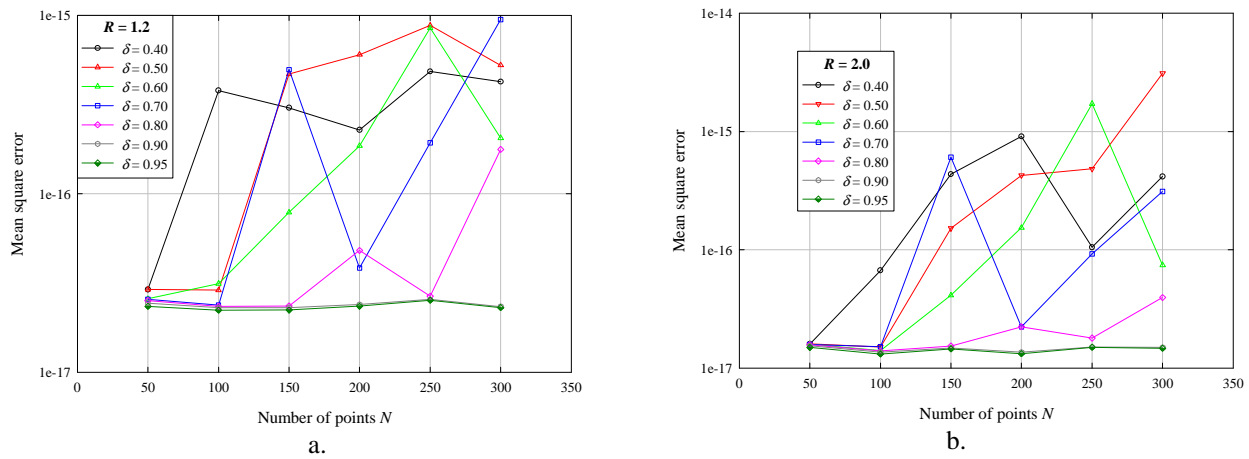 1e-15
1e-16
1e-17
Mean square error
R = 1.2
δ = 0.40
δ = 0.50
δ = 0.60
δ = 0.70
δ = 0.80
δ = 0.90
δ = 0.95
0 50 100 150 200 250 300 350
Number of points N
a.
1e-14
1e-15
1e-16
1e-17
Mean square error
R = 2.0
δ = 0.40
δ = 0.50
δ = 0.60
δ = 0.70
δ = 0.80
δ = 0.90
δ = 0.95
0 50 100 150 200 250 300 350
Number of points N
b.